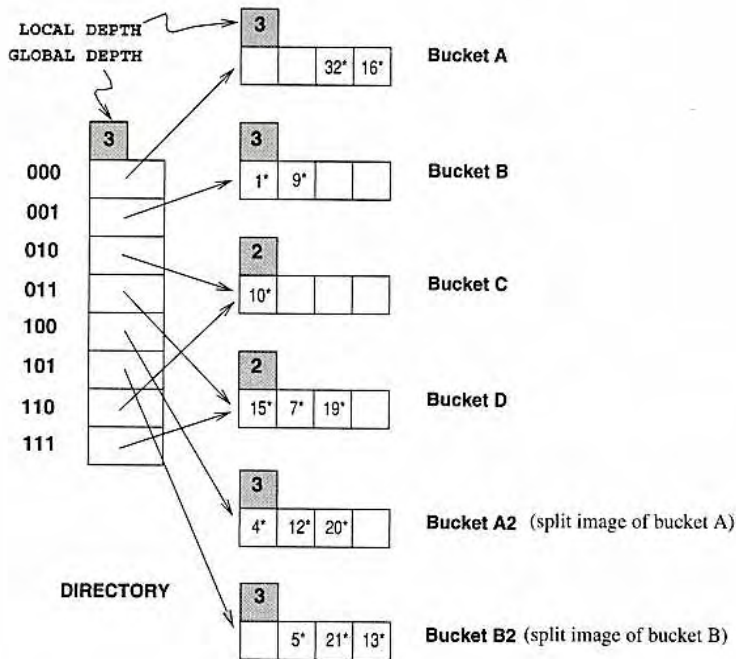 LOCAL DEPTH
GLOBAL DEPTH
3
32* 16*
Bucket A
3
000
001
010
011
100
101
110
111
DIRECTORY
3
1* 9*
Bucket B
2
10*
Bucket C
2
15* 7* 19*
Bucket D
3
4* 12* 20*
Bucket A2 (split image of bucket A)
3
5* 21* 13*
Bucket B2 (split image of bucket B)